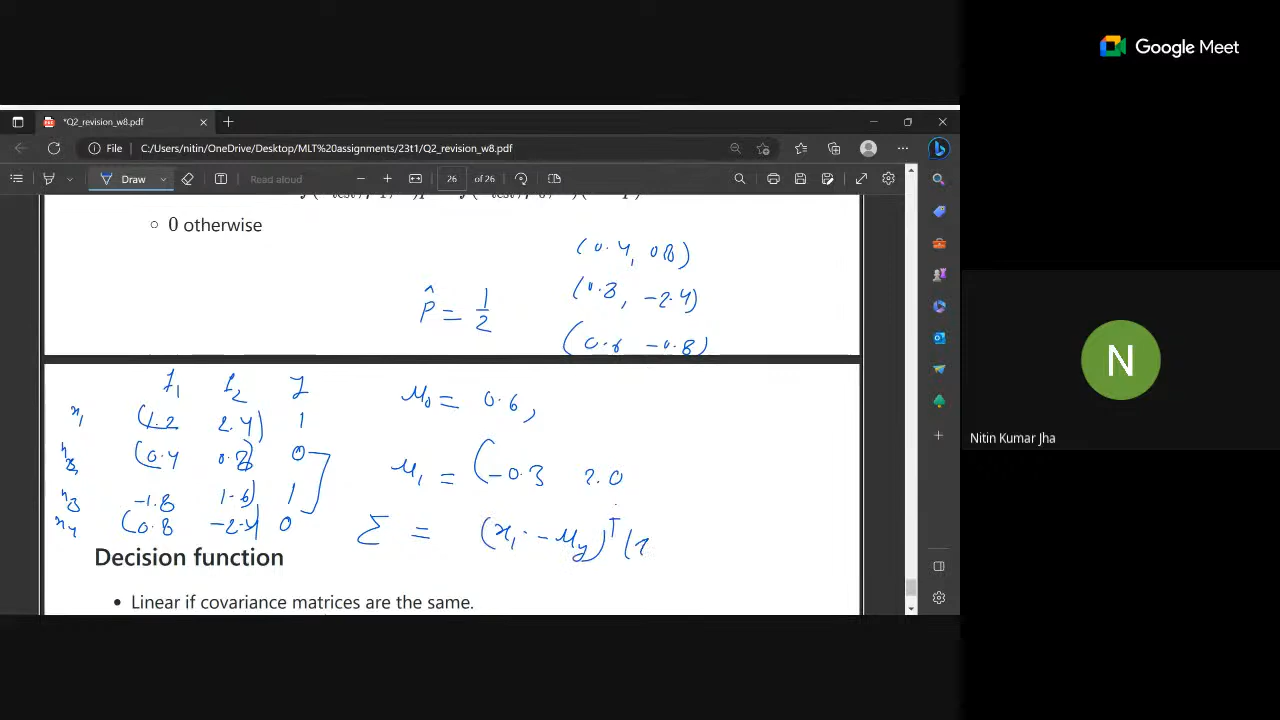 Google Meet
*Q2_revision_w8.pdf
File
C:/Users/nitin/OneDrive/Desktop/MLT%20assignments/23t1/Q2_revision_w8.pdf
Draw
Read aloud
26
of 26
0 otherwise
(0.4, 0.8)
(0.8, -2.4)
p̂ = 1/2
(0.6 -0.8)
f₁ f₂ y
x₁ (1.2 2.4) 1
(0.4 0.8) 0
x₃ -1.8 1.6) 1
x₄ (0.8 -2.4) 0
μ₀ = 0.6,
μ₁ = (-0.3 2.0
Σ = (x₁ - μy)ᵀ (x
Decision function
Linear if covariance matrices are the same.
N
Nitin Kumar Jha